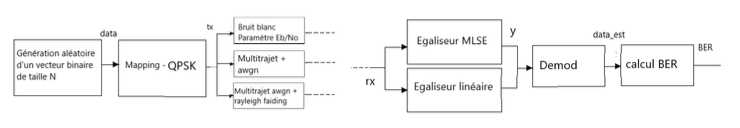 data
Génération aléatoire
d'un vecteur binaire
de taille N
Mapping - QPSK
tx
Bruit blanc
Paramètre Eb/No
Multitrajet +
awgn
Multitrajet awgn +
rayleigh faiding
rx
Egaliseur MLSE
Egaliseur linéaire
y
Demod
data_est
calcul BER
BER